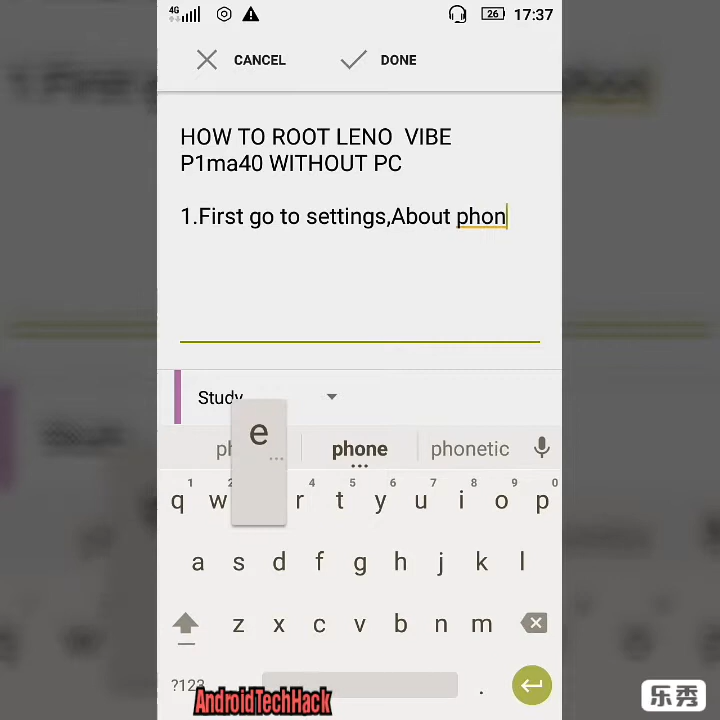 4G 26 17:37
CANCEL DONE
HOW TO ROOT LENO VIBE
P1ma40 WITHOUT PC
1.First go to settings,About phon
Study
e
ph phone phonetic
1 2 4 5 6 7 8 9 0
q w r t y u i o p
a s d f g h j k l
z x c v b n m
?123 .
AndroidTechHack
乐秀